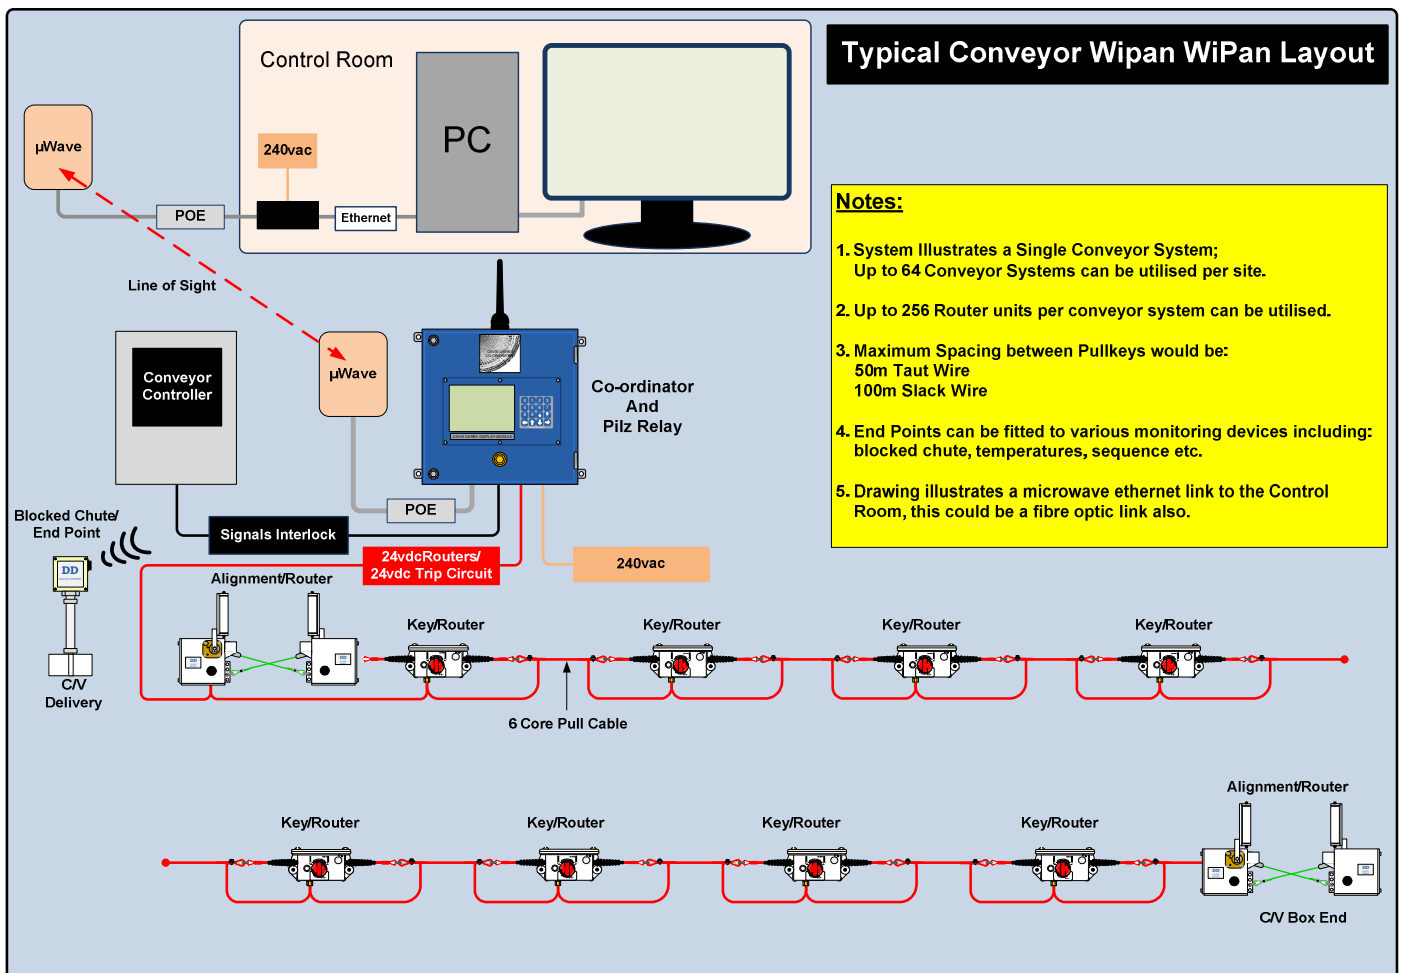 Typical Conveyor Wipan WiPan Layout
Control Room
µWave
240vac
PC
POE
Ethernet
Line of Sight
Notes:
1. System Illustrates a Single Conveyor System;
Up to 64 Conveyor Systems can be utilised per site.
2. Up to 256 Router units per conveyor system can be utilised.
3. Maximum Spacing between Pullkeys would be:
50m Taut Wire
100m Slack Wire
4. End Points can be fitted to various monitoring devices including:
blocked chute, temperatures, sequence etc.
5. Drawing illustrates a microwave ethernet link to the Control
Room, this could be a fibre optic link also.
Conveyor
Controller
µWave
DAVIS DERBY DISPLAY MODULE
Co-ordinator
And
Pilz Relay
POE
Signals Interlock
Blocked Chute/
End Point
DD
24vdcRouters/
24vdc Trip Circuit
240vac
Alignment/Router
Key/Router
Key/Router
Key/Router
Key/Router
C/V
Delivery
6 Core Pull Cable
Alignment/Router
Key/Router
Key/Router
Key/Router
Key/Router
C/V Box End